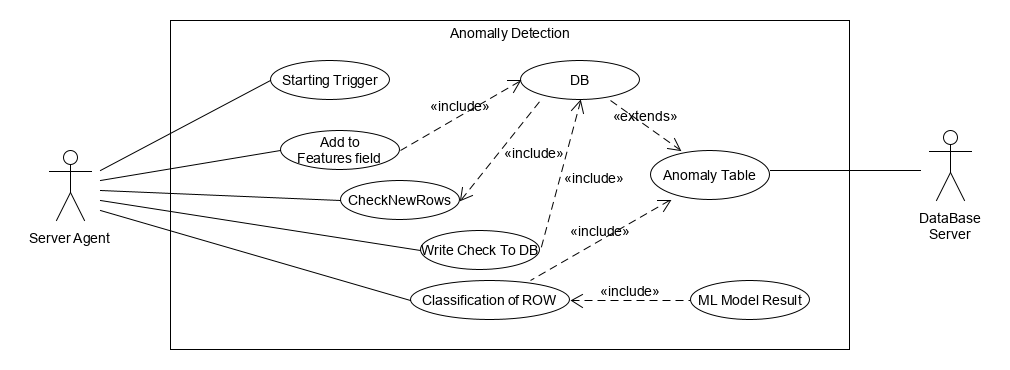 Anomally Detection
Starting Trigger
DB
«include»
«extends»
Add to
Features field
«include»
Anomaly Table
«include»
CheckNewRows
Server Agent
DataBase
Server
«include»
Write Check To DB
Classification of ROW
«include»
ML Model Result